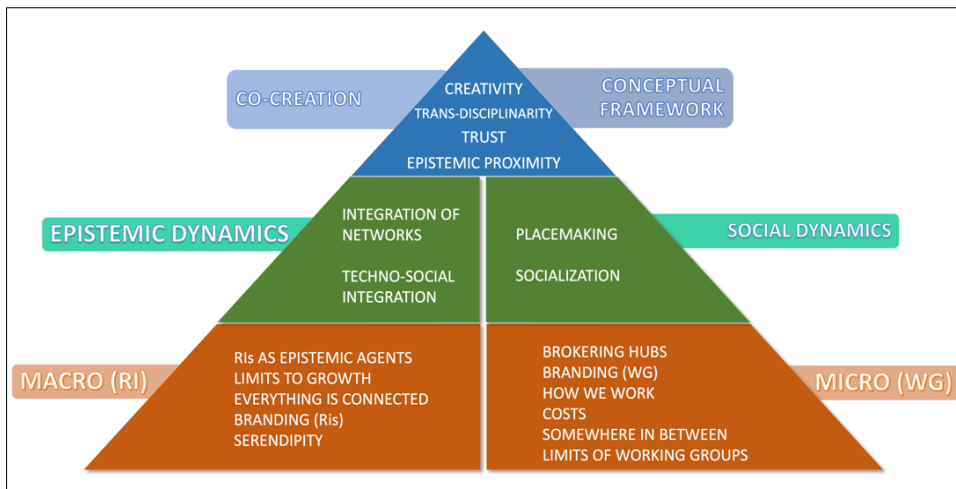 CO-CREATION
CREATIVITY
TRANS-DISCIPLINARITY
TRUST
EPISTEMIC PROXIMITY
CONCEPTUAL
FRAMEWORK
EPISTEMIC DYNAMICS
INTEGRATION OF
NETWORKS
TECHNO-SOCIAL
INTEGRATION
PLACEMAKING
SOCIALIZATION
SOCIAL DYNAMICS
MACRO (RI)
RIs AS EPISTEMIC AGENTS
LIMITS TO GROWTH
EVERYTHING IS CONNECTED
BRANDING (Ris)
SERENDIPITY
BROKERING HUBS
BRANDING (WG)
HOW WE WORK
COSTS
SOMEWHERE IN BETWEEN
LIMITS OF WORKING GROUPS
MICRO (WG)